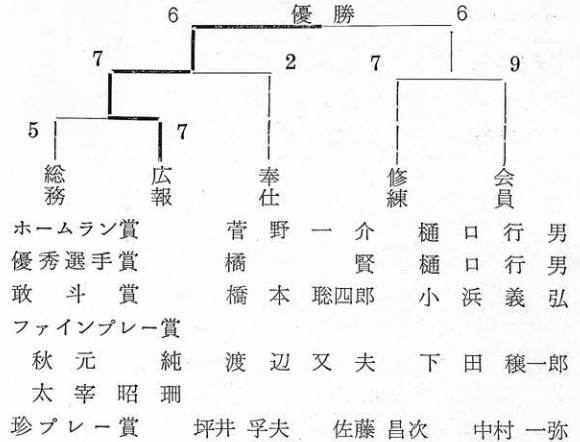 6 優勝 6
7 2 7 9
5 7
総務 広報 奉仕 修練 会員
ホームラン賞 菅野一介 樋口行男
優秀選手賞 橘賢 樋口行男
敢斗賞 橋本聡四郎 小浜義弘
ファインプレー賞
秋元純 渡辺又夫 下田穣一郎
太宰昭珊
珍プレー賞 坪井孚夫 佐藤昌次 中村一弥